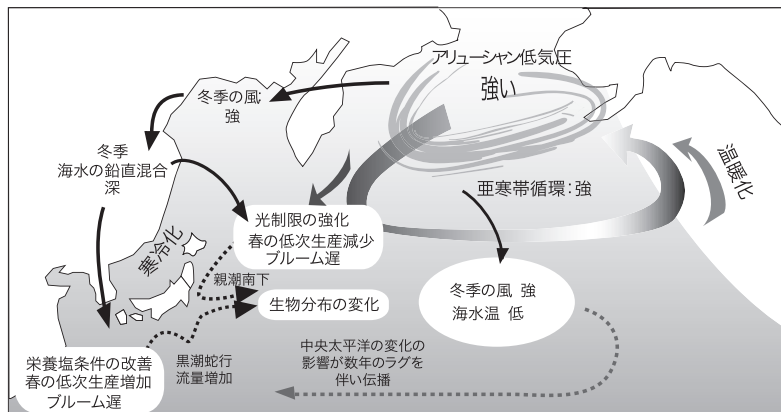 アリューシャン低気圧
強い
冬季の風:
強
冬季
海水の鉛直混合
深
温暖化
亜寒帯循環:強
光制限の強化
春の低次生産減少
ブルーム遅
寒冷化
親潮南下
生物分布の変化
冬季の風 強
海水温 低
栄養塩条件の改善
春の低次生産増加
ブルーム遅
黒潮蛇行
流量増加
中央太平洋の変化の
影響が数年のラグを
伴い伝播